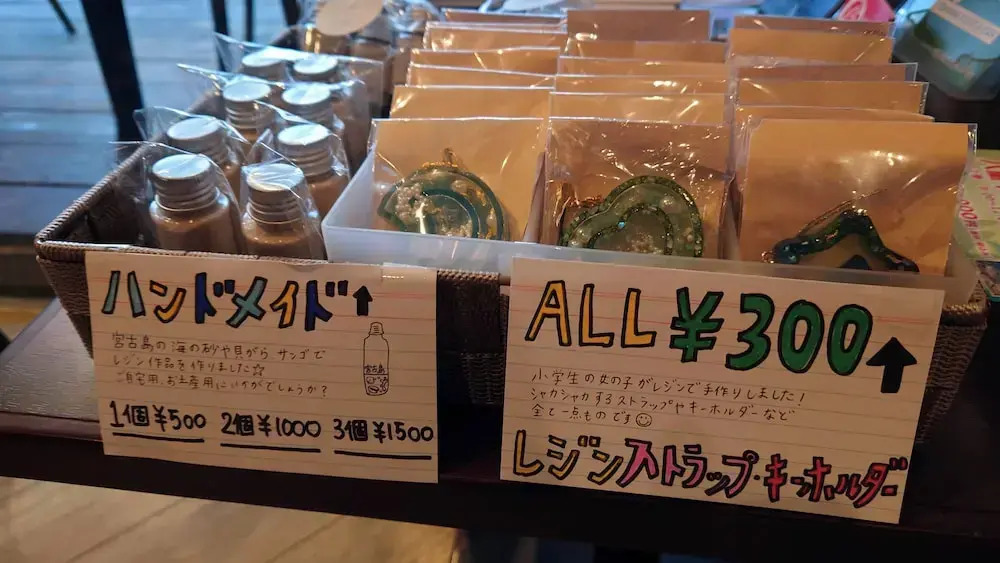 ハンドメイド↑
宮古島の海の砂や貝がら サンゴで
レジン作品を作りました☆
ご自宅用、お土産用にいかがでしょうか?
宮古島
1個¥500 2個¥1000 3個¥1500
ALL ¥300
小学生の女の子がレジンで手作りしました!
シャカシャカするストラップやキーホルダーなど
全て一点ものです☺
レジンストラップ・キーホルダー